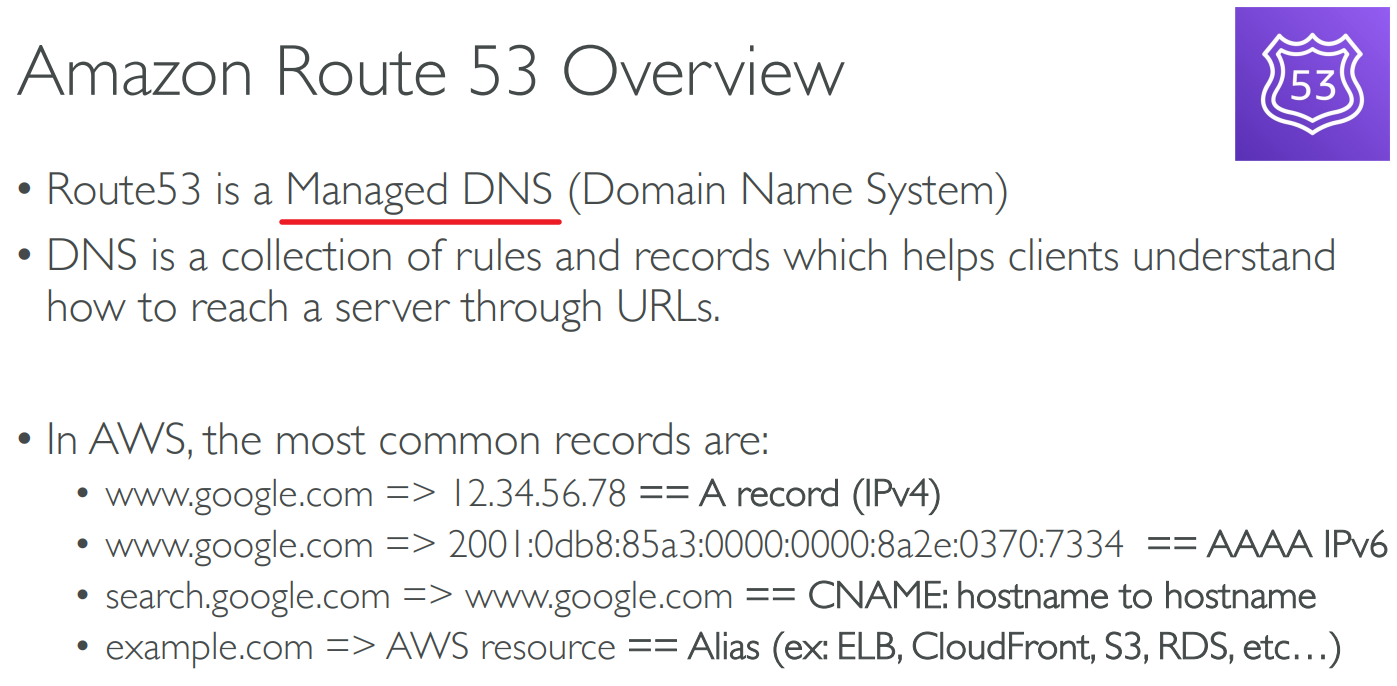 Amazon Route 53 Overview
53
• Route53 is a Managed DNS (Domain Name System)
• DNS is a collection of rules and records which helps clients understand
how to reach a server through URLs.
• In AWS, the most common records are:
• www.google.com => 12.34.56.78 == A record (IPv4)
• www.google.com => 2001:0db8:85a3:0000:0000:8a2e:0370:7334 == AAAA IPv6
• search.google.com => www.google.com == CNAME: hostname to hostname
• example.com => AWS resource == Alias (ex: ELB, CloudFront, S3, RDS, etc…)